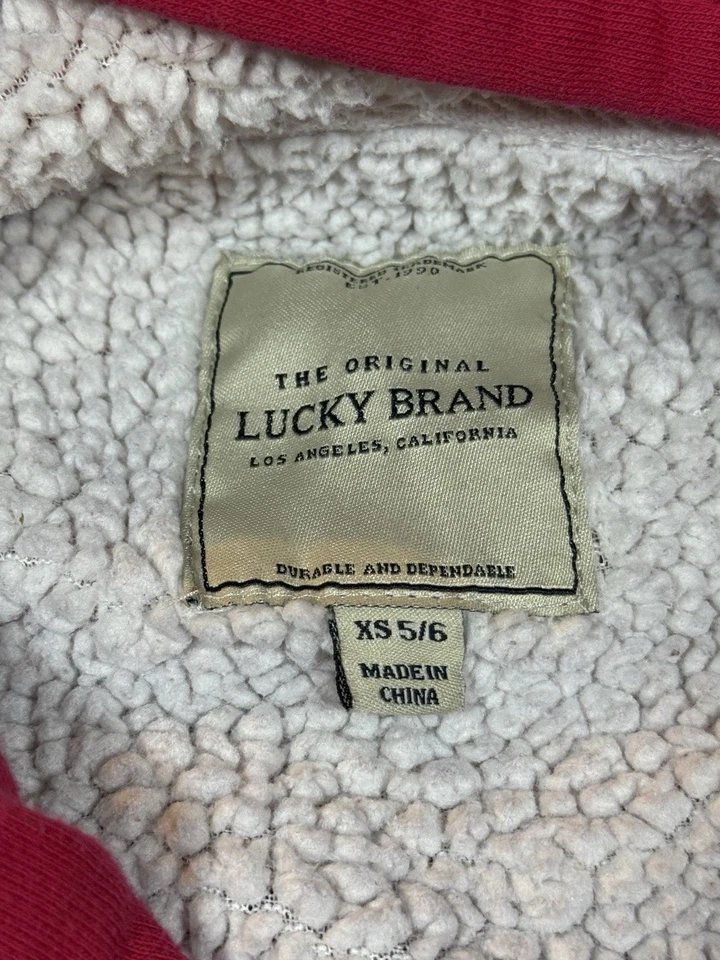 REGISTERED TRADEMARK
EST. 1990
THE ORIGINAL
LUCKY BRAND
LOS ANGELES, CALIFORNIA
DURABLE AND DEPENDABLE
XS 5/6
MADE IN
CHINA